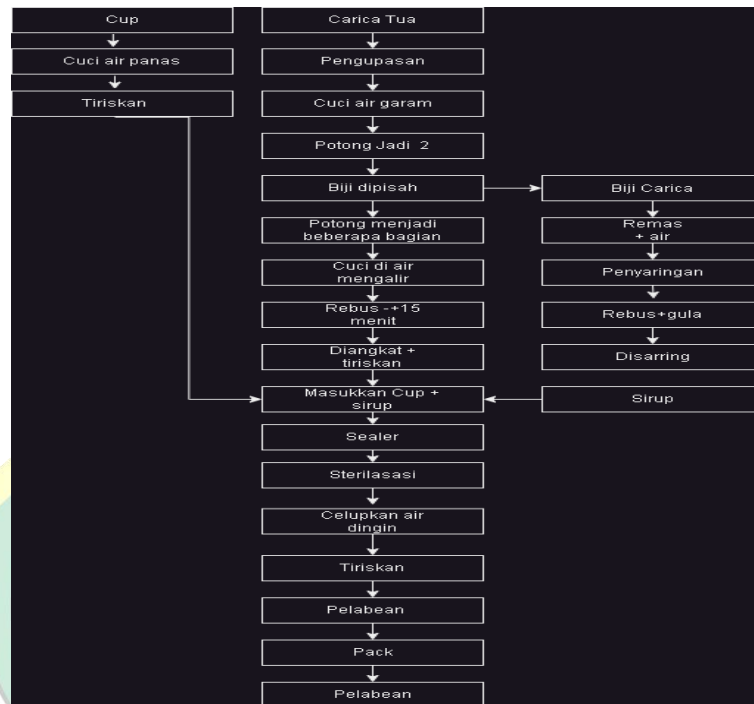 Cup
Cuci air panas
Tiriskan
Carica Tua
Pengupasan
Cuci air garam
Potong Jadi 2
Biji dipisah
Potong menjadi
beberapa bagian
Cuci di air
mengalir
Rebus -+15
menit
Diangkat +
tiriskan
Masukkan Cup +
sirup
Sealer
Sterilasasi
Celupkan air
dingin
Tiriskan
Pelabean
Pack
Pelabean
Biji Carica
Remas
+ air
Penyaringan
Rebus+gula
Disarring
Sirup